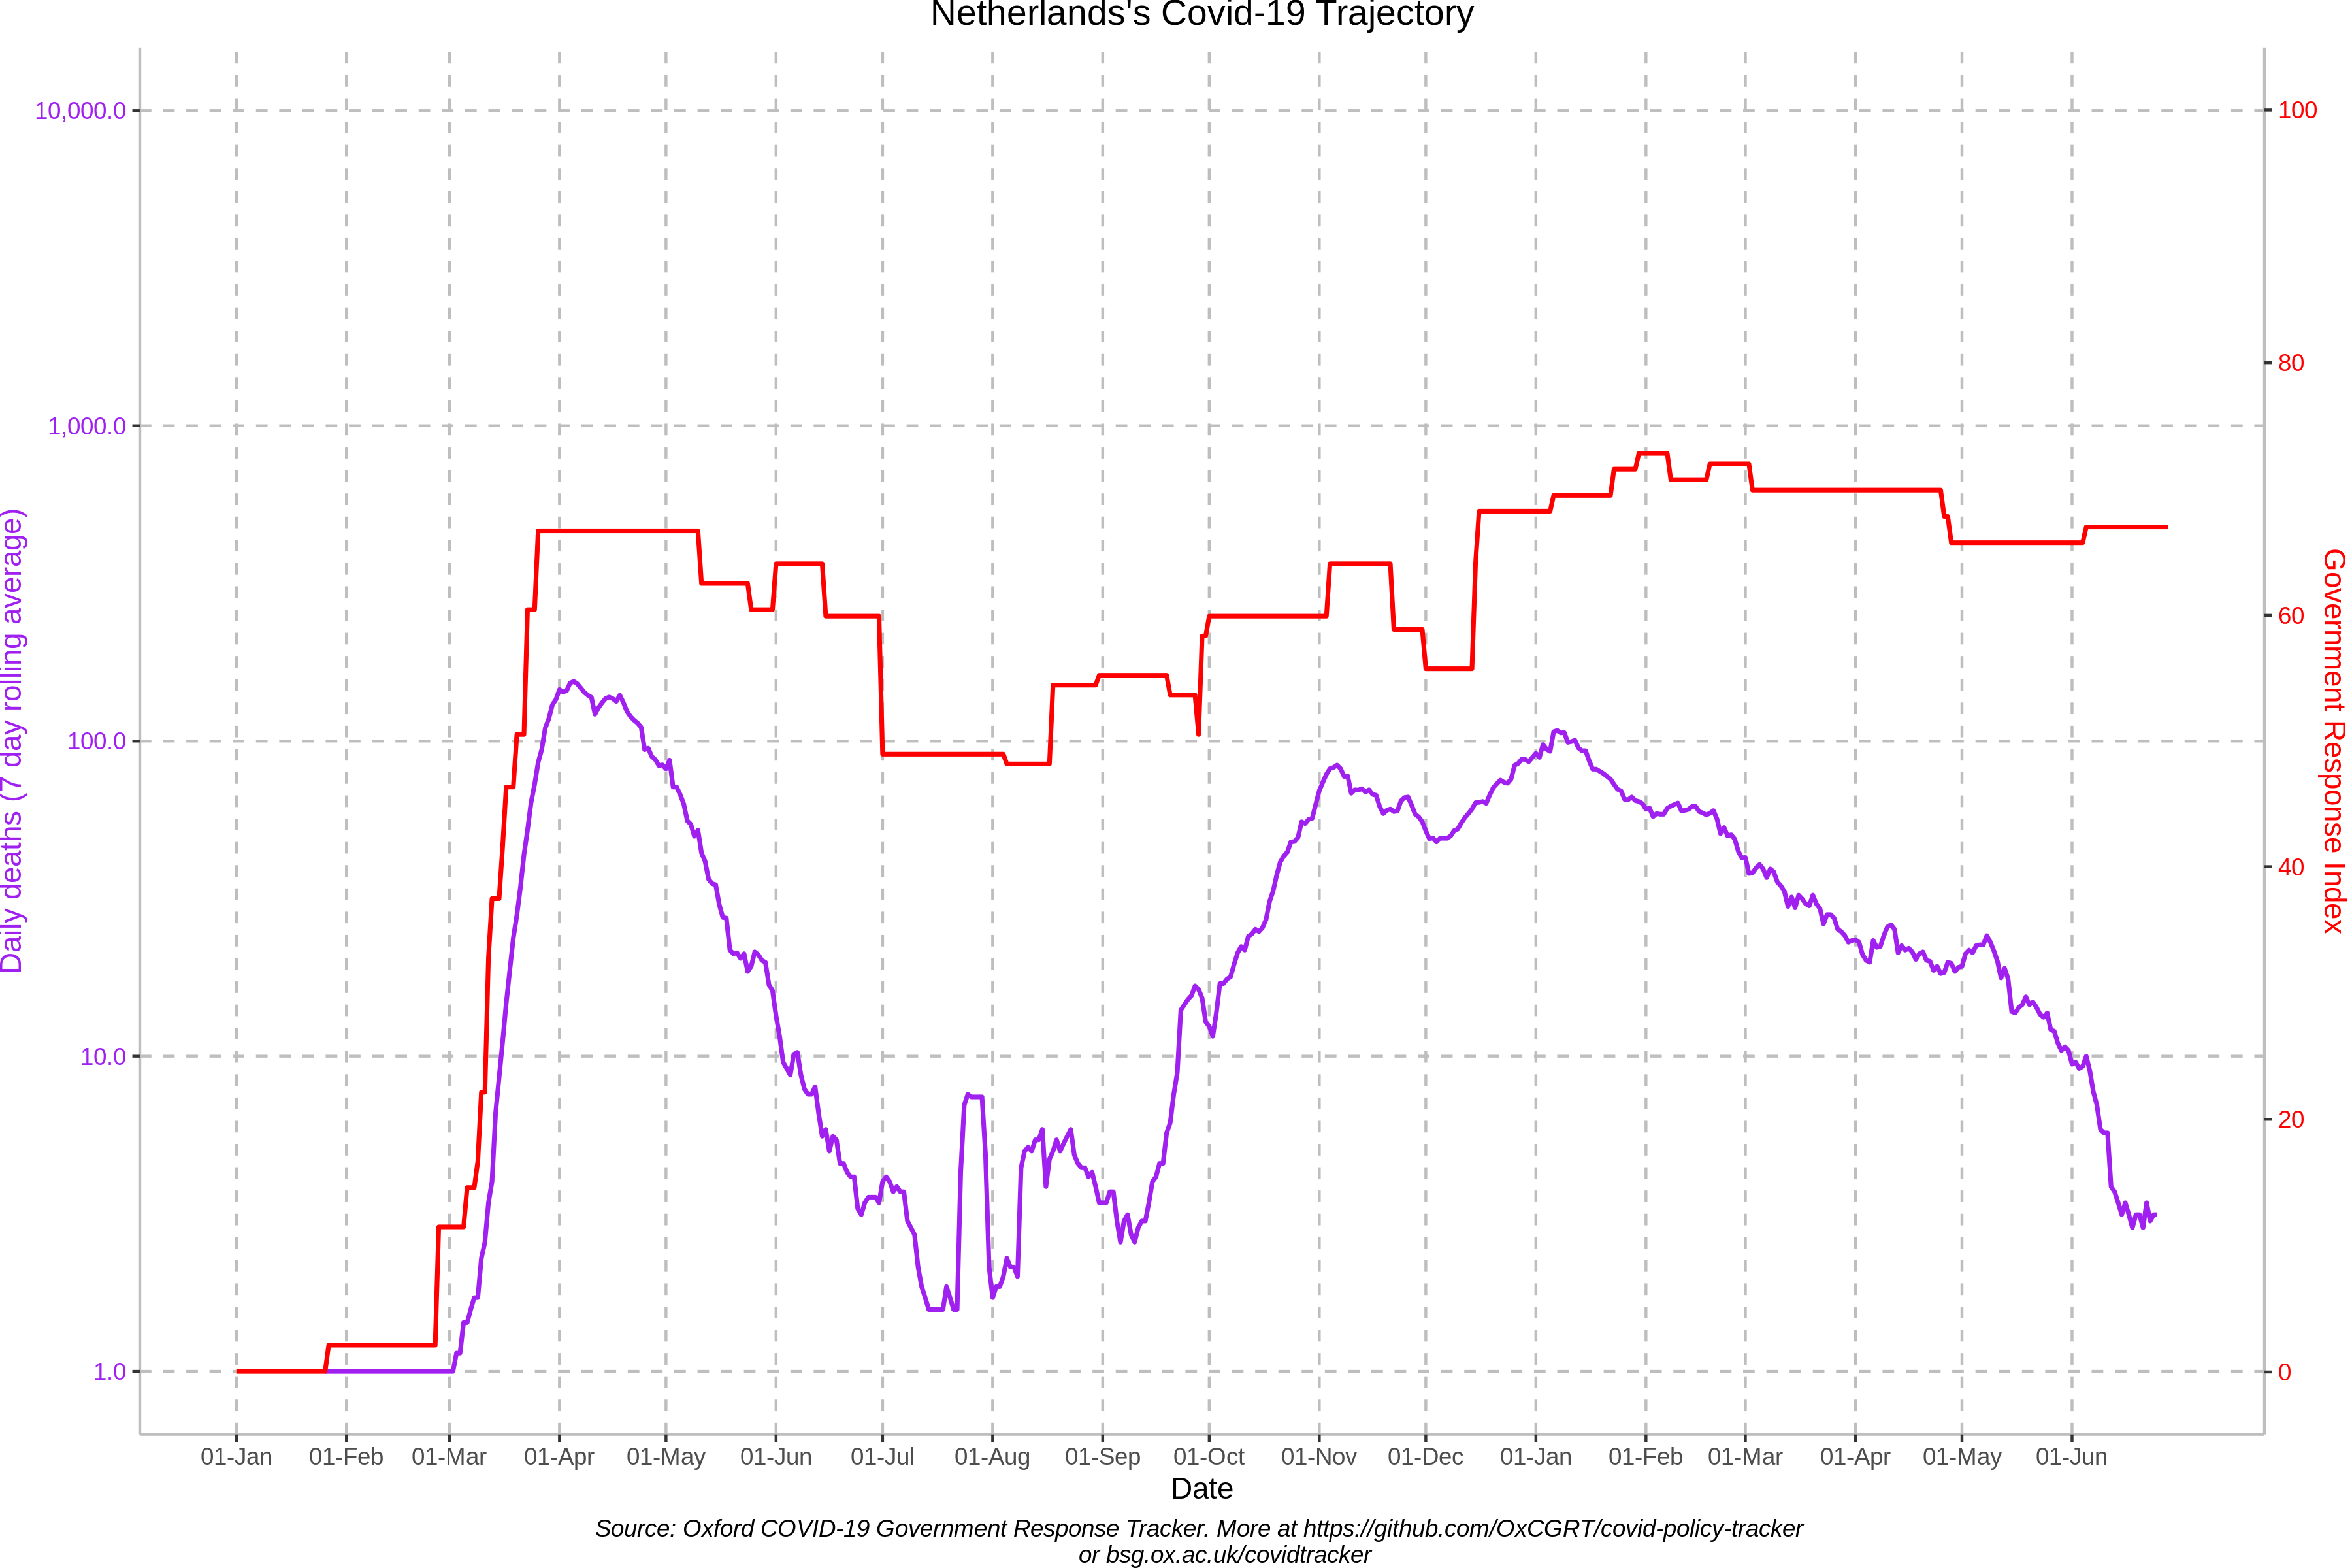 Netherlands's Covid-19 Trajectory
10,000.0
1,000.0
100.0
10.0
1.0
Daily deaths (7 day rolling average)
100
80
60
40
20
0
Government Response Index
01-Jan 01-Feb 01-Mar 01-Apr 01-May 01-Jun 01-Jul 01-Aug 01-Sep 01-Oct 01-Nov 01-Dec 01-Jan 01-Feb 01-Mar 01-Apr 01-May 01-Jun
Date
Source: Oxford COVID-19 Government Response Tracker. More at https://github.com/OxCGRT/covid-policy-tracker
or bsg.ox.ac.uk/covidtracker